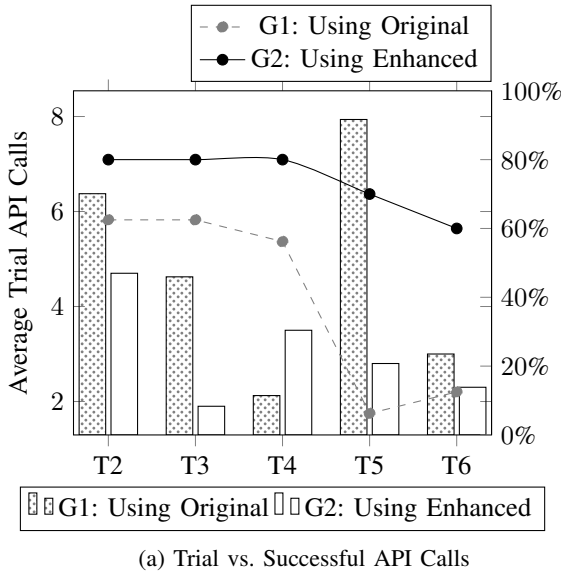 G1: Using Original
G2: Using Enhanced
100%
8
80%
6
60%
4
40%
20%
2
0%
Average Trial API Calls
T2 T3 T4 T5 T6
G1: Using Original G2: Using Enhanced
(a) Trial vs. Successful API Calls